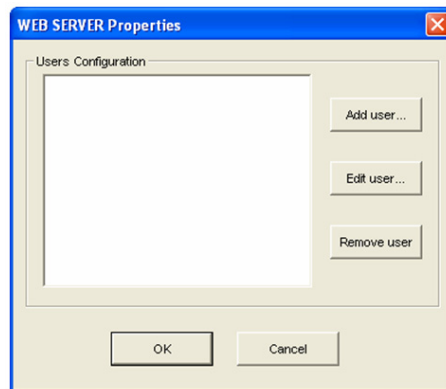 WEB SERVER Properties
Users Configuration
Add user...
Edit user...
Remove user
OK
Cancel